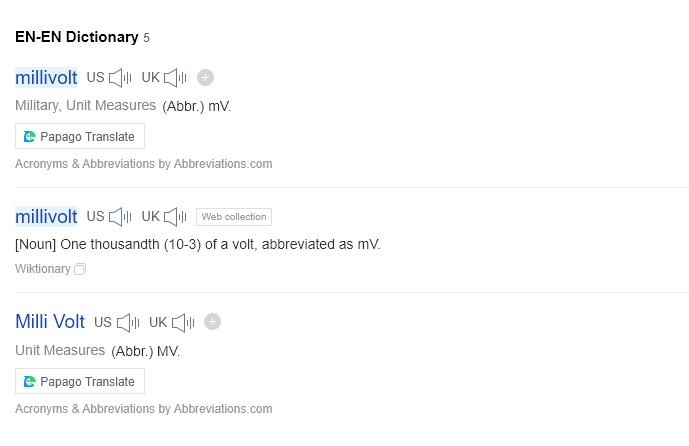 EN-EN Dictionary 5
millivolt US UK
Military, Unit Measures (Abbr.) mV.
Papago Translate
Acronyms & Abbreviations by Abbreviations.com
millivolt US UK Web collection
[Noun] One thousandth (10-3) of a volt, abbreviated as mV.
Wiktionary
Milli Volt US UK
Unit Measures (Abbr.) MV.
Papago Translate
Acronyms & Abbreviations by Abbreviations.com